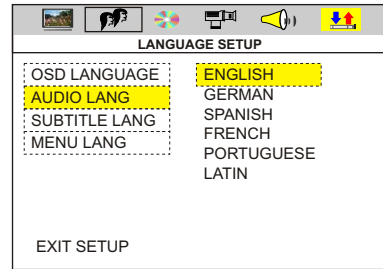 LANGUAGE SETUP
OSD LANGUAGE
AUDIO LANG
SUBTITLE LANG
MENU LANG
ENGLISH
GERMAN
SPANISH
FRENCH
PORTUGUESE
LATIN
EXIT SETUP